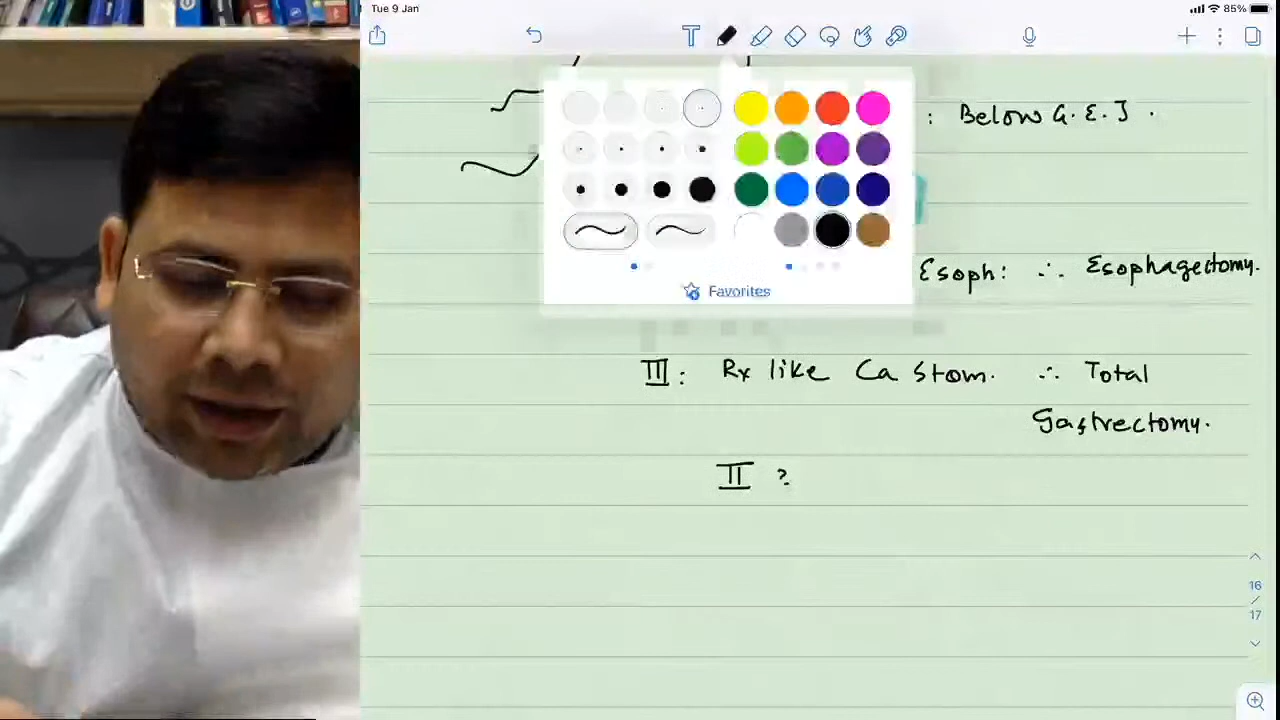 Tue 9 Jan
85%
T
: Below G.E.J.
Favorites
Esoph: ∴ Esophagectomy.
III: Rx like Ca Stom. ∴ Total
Gastrectomy.
II ?
16
/
17